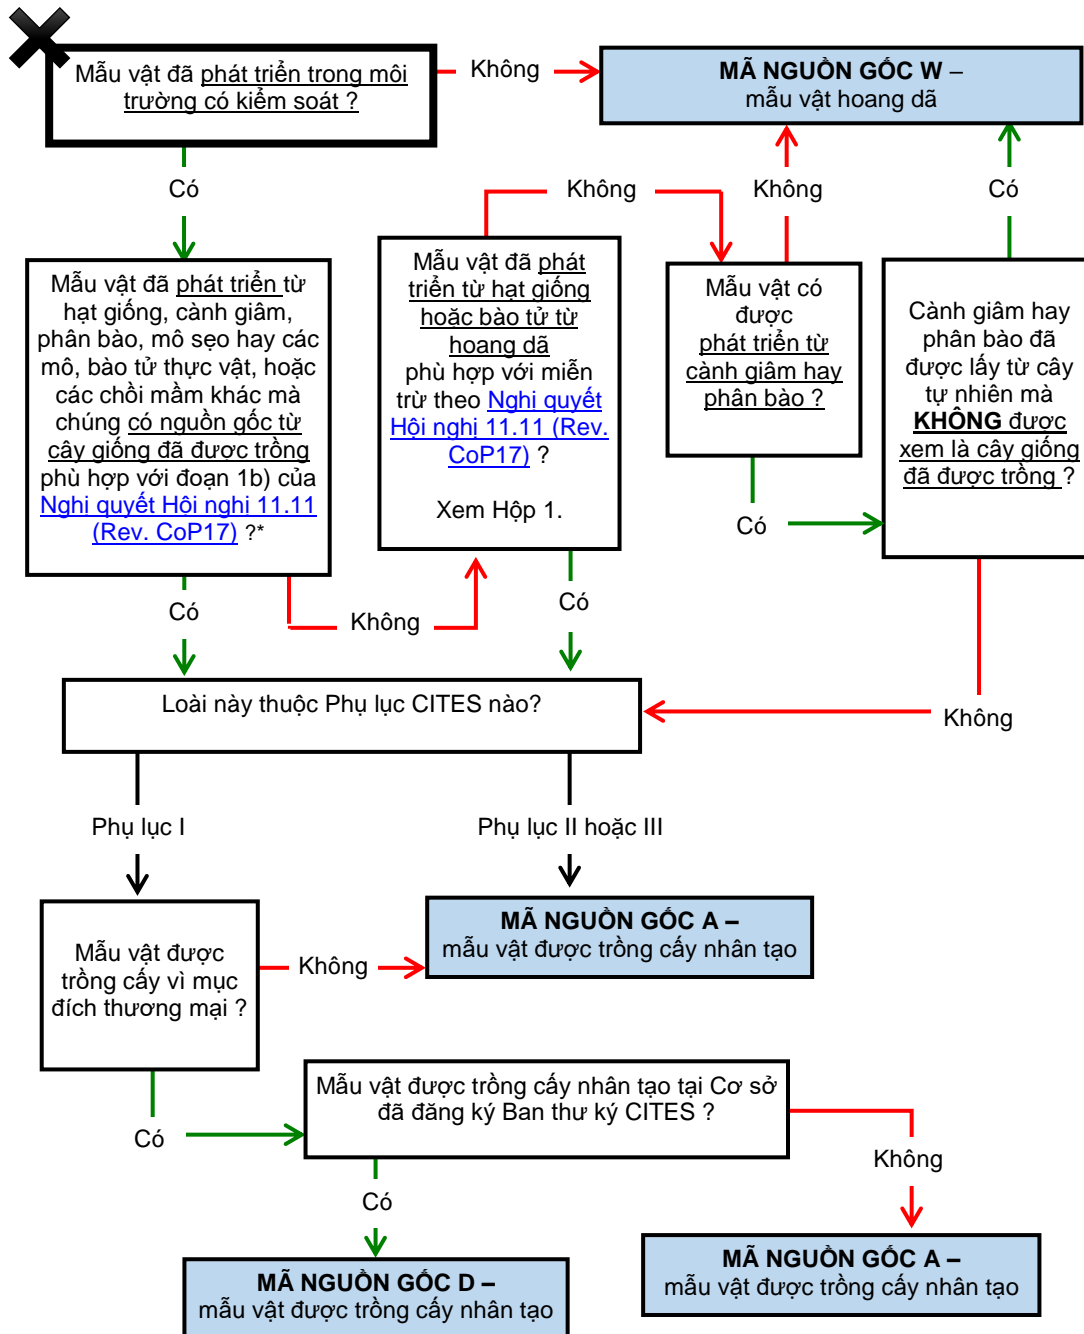 Mẫu vật đã phát triển trong môi
trường có kiểm soát ?
Không
MÃ NGUỒN GỐC W –
mẫu vật hoang dã
Có
Không
Không
Có
Mẫu vật đã phát triển từ
hạt giống, cành giâm,
phân bào, mô sẹo hay các
mô, bào tử thực vật, hoặc
các chồi mầm khác mà
chúng có nguồn gốc từ
cây giống đã được trồng
phù hợp với đoạn 1b) của
Nghi quyết Hội nghi 11.11
(Rev. CoP17) ?*
Mẫu vật đã phát
triển từ hạt giống
hoặc bào tử từ
hoang dã
phù hợp với miễn
trừ theo Nghi quyết
Hội nghị 11.11 (Rev.
CoP17) ?
Xem Hộp 1.
Mẫu vật có
được
phát triển từ
cành giâm hay
phân bào ?
Cành giâm hay
phân bào đã
được lấy từ cây
tự nhiên mà
KHÔNG được
xem là cây giống
đã được trồng ?
Có
Có
Không
Có
Loài này thuộc Phụ lục CITES nào?
Không
Phụ lục I
Phụ lục II hoặc III
Mẫu vật được
trồng cấy vì mục
đích thương mại ?
Không
MÃ NGUỒN GỐC A –
mẫu vật được trồng cấy nhân tạo
Có
Mẫu vật được trồng cấy nhân tạo tại Cơ sở
đã đăng ký Ban thư ký CITES ?
Không
Có
MÃ NGUỒN GỐC D –
mẫu vật được trồng cấy nhân tạo
MÃ NGUỒN GỐC A –
mẫu vật được trồng cấy nhân tạo